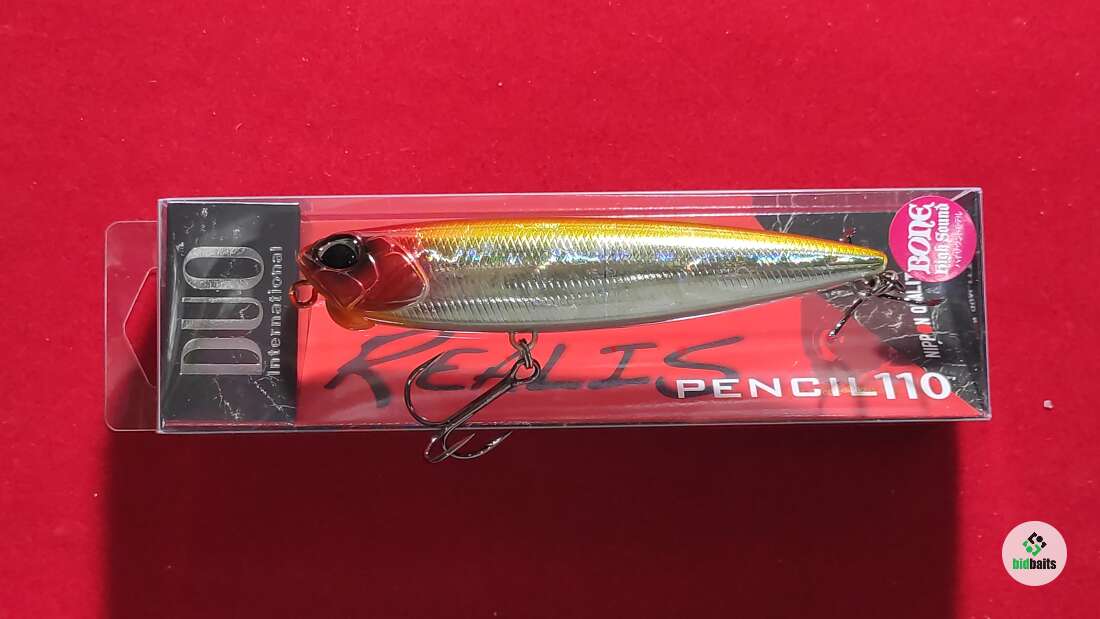 DUO
International
REALIS
PENCIL110
BONE
High Sound
bidbaits